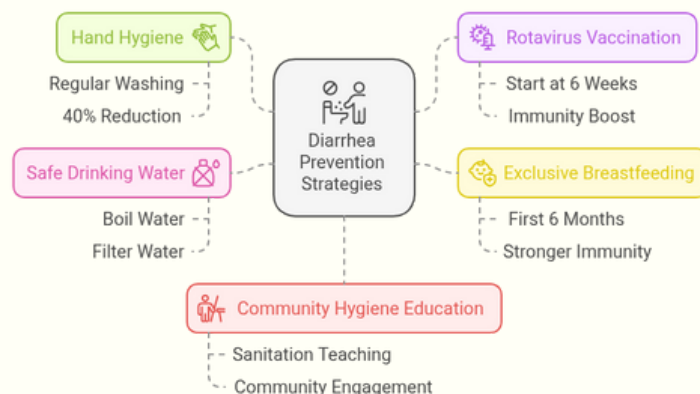 Hand Hygiene
Regular Washing
40% Reduction
Rotavirus Vaccination
Start at 6 Weeks
Immunity Boost
Diarrhea
Prevention
Strategies
Safe Drinking Water
Boil Water
Filter Water
Exclusive Breastfeeding
First 6 Months
Stronger Immunity
Community Hygiene Education
Sanitation Teaching
Community Engagement